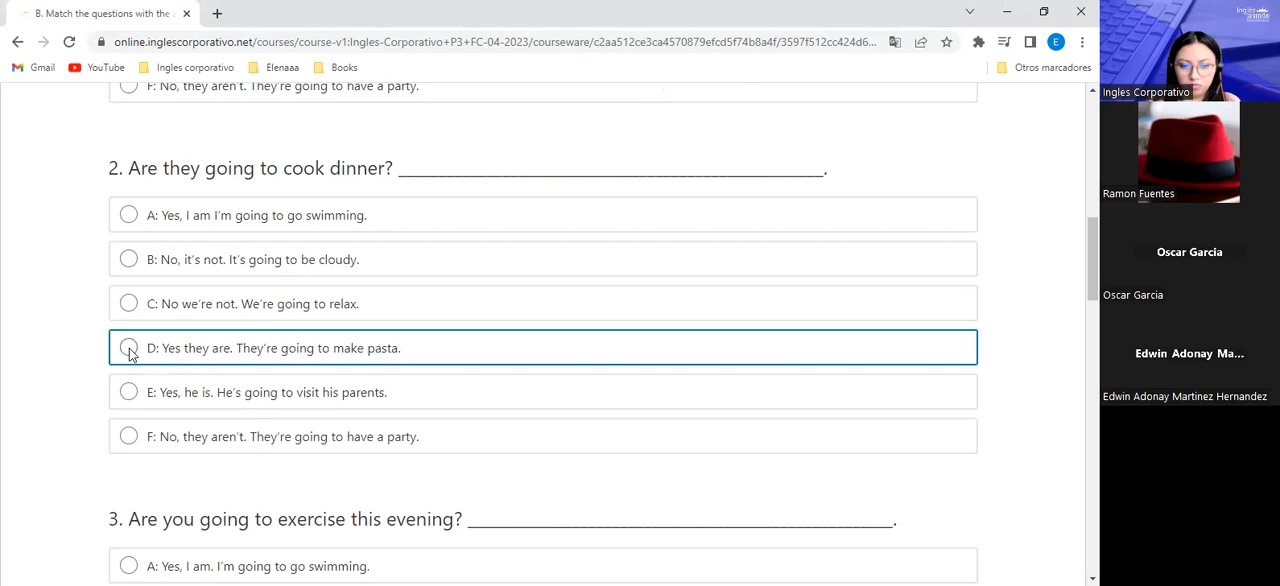 B. Match the questions with the a
online.inglescorporativo.net/courses/course-v1:Ingles-Corporativo+P3+FC-04-2023/courseware/c2aa512ce3ca4570879efcd5f74b8a4f/3597f512cc424d6...
E
Gmail
YouTube
Ingles corporativo
Elenaaa
Books
Otros marcadores
F: No, they aren't. They're going to have a party.
2. Are they going to cook dinner? ______________________________________________.
A: Yes, I am I'm going to go swimming.
B: No, it's not. It's going to be cloudy.
C: No we're not. We're going to relax.
D: Yes they are. They're going to make pasta.
E: Yes, he is. He's going to visit his parents.
F: No, they aren't. They're going to have a party.
3. Are you going to exercise this evening? ______________________________________________.
A: Yes, I am. I'm going to go swimming.
Ingles Corporativo
Ramon Fuentes
Oscar Garcia
Oscar Garcia
Edwin Adonay Ma...
Edwin Adonay Martinez Hernandez